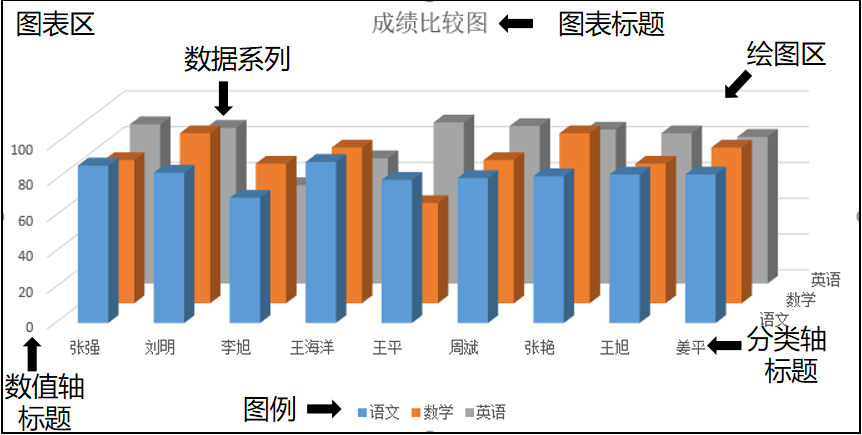 图表区
成绩比较图
图表标题
数据系列
绘图区
100
80
60
40
20
0
英语
数学
语文
张强 刘明 李旭 王海洋 王平 周斌 张艳 王旭 姜平
分类轴
标题
数值轴
标题
图例
语文 数学 英语